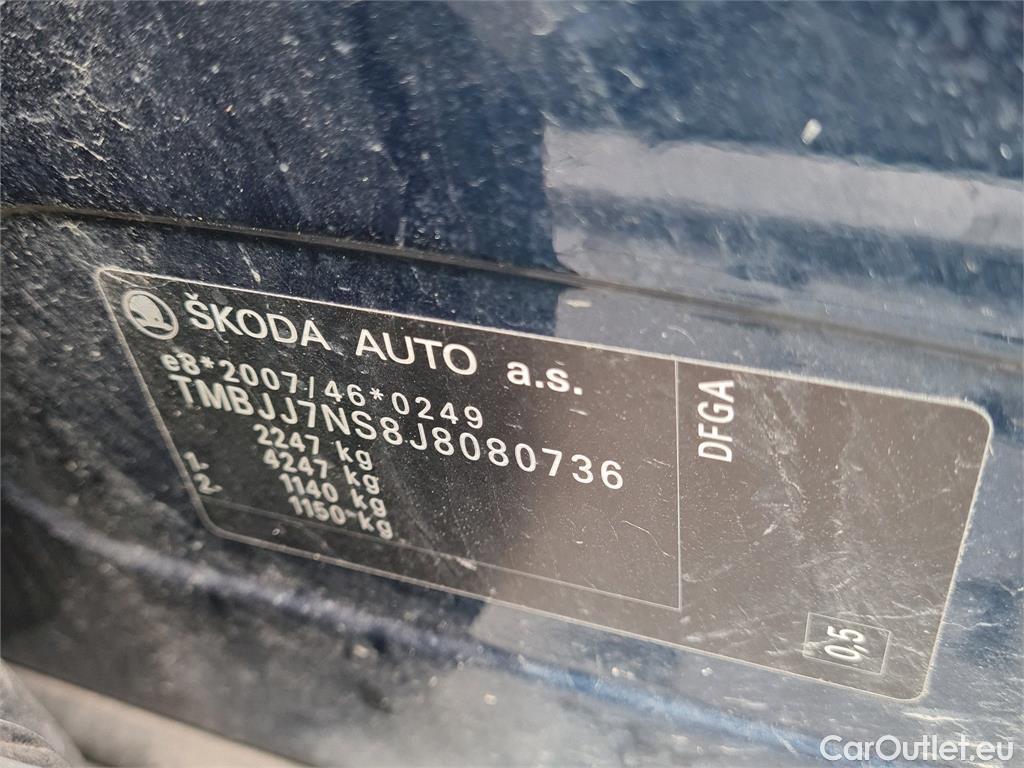 ŠKODA AUTO a.s.
e8*2007/46*0249
TMBJJ7NS8J8080736
2247 kg
4247 kg
1. 1140 kg
2. 1150 kg
DFGA
0,5
CarOutlet.eu